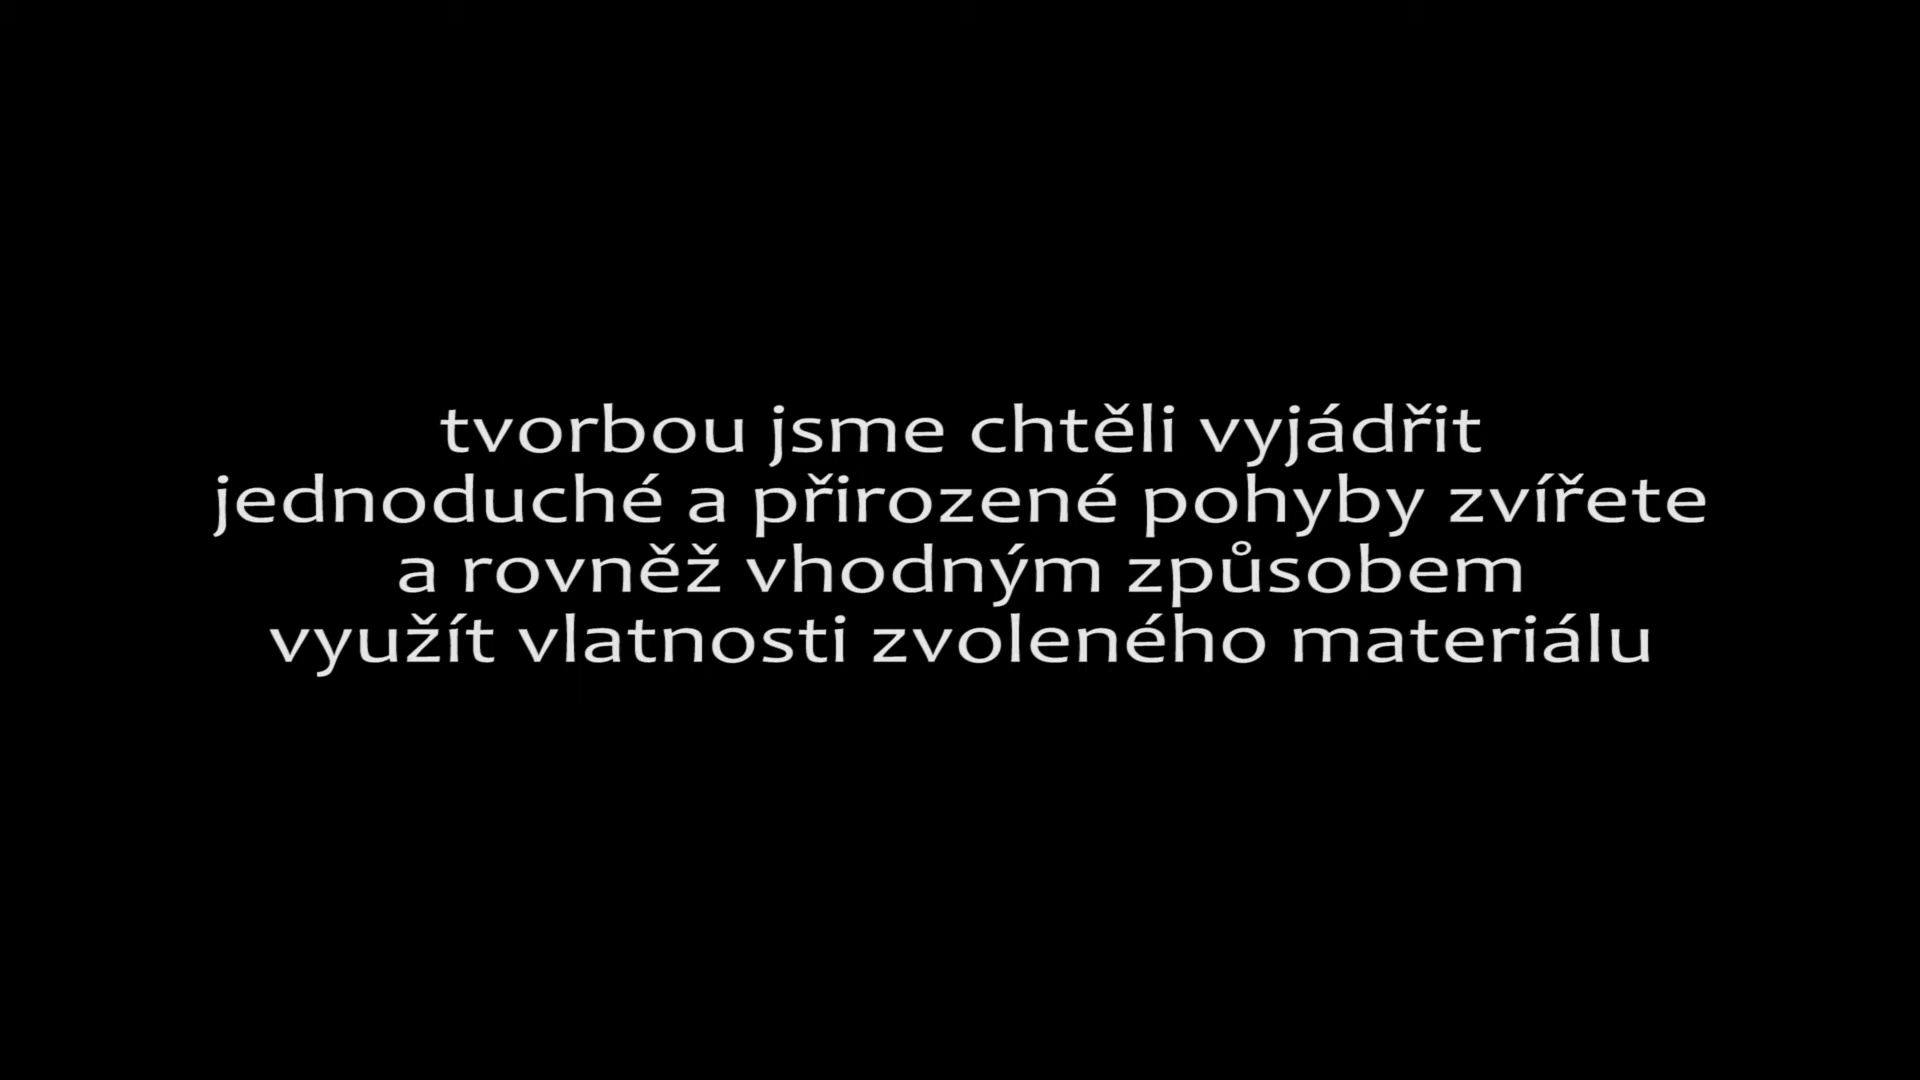 tvorbou jsme chtěli vyjádřit
jednoduché a přirozené pohyby zvířete
a rovněž vhodným způsobem
využít vlatnosti zvoleného materiálu